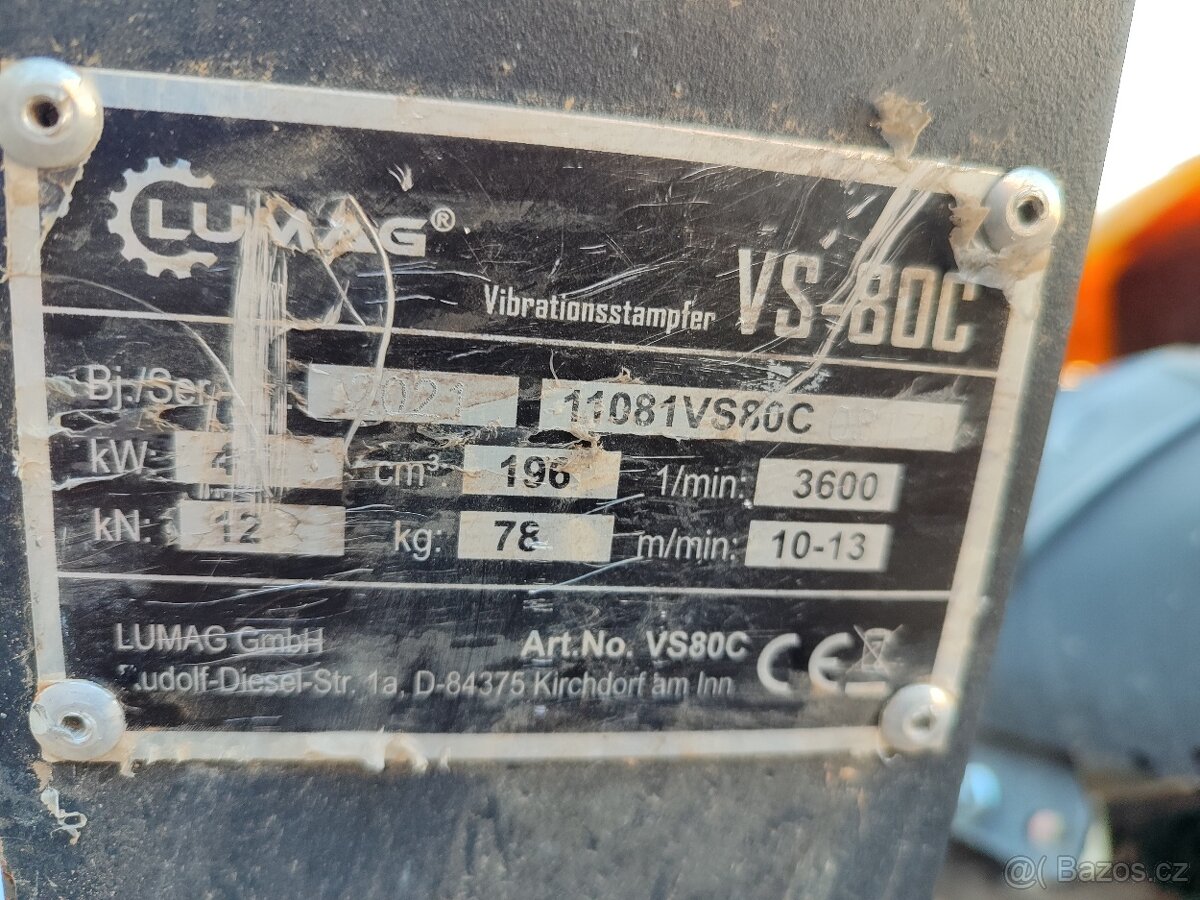 LUMAG®
Vibrationsstampfer VS-80C
Bj./Ser. 2021 11081VS80C
kW: 4 cm³: 196 1/min: 3600
kN: 12 kg: 78 m/min: 10-13
LUMAG GmbH Art.No. VS80C CE
Rudolf-Diesel-Str. 1a, D-84375 Kirchdorf am Inn
@( Bazos.cz